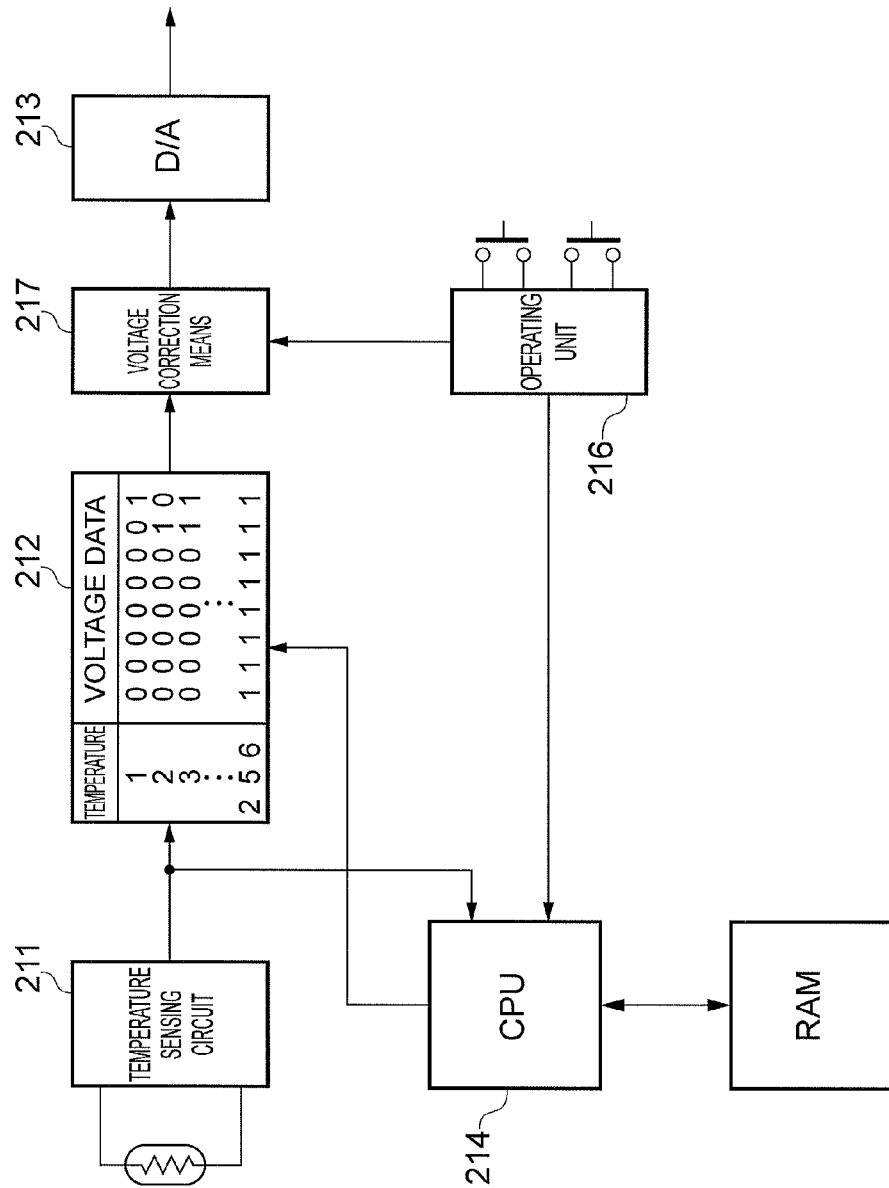 211
TEMPERATURE
SENSING
CIRCUIT
212
TEMPERATURE VOLTAGE DATA
1 0 0 0 0 0 0 0 1
2 0 0 0 0 0 0 1 0
3 0 0 0 0 0 0 1 1
⋮ ⋮
2 5 6 1 1 1 1 1 1 1 1
217
VOLTAGE
CORRECTION
MEANS
213
D/A
214
CPU
216
OPERATING
UNIT
RAM